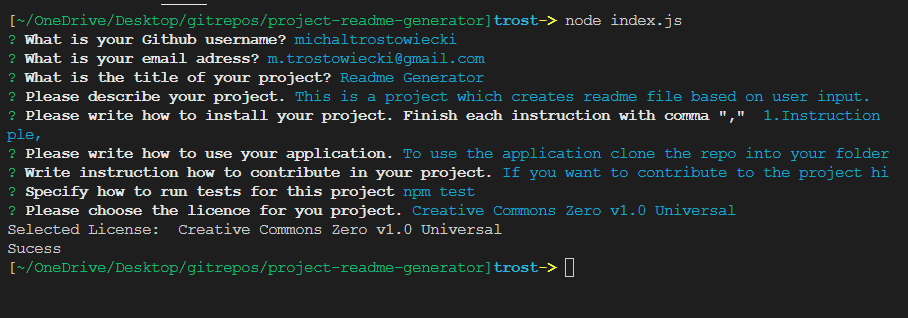 [~/OneDrive/Desktop/gitrepos/project-readme-generator]trost-> node index.js
? What is your Github username? michaltrostowiecki
? What is your email adress? m.trostowiecki@gmail.com
? What is the title of your project? Readme Generator
? Please describe your project. This is a project which creates readme file based on user input.
? Please write how to install your project. Finish each instruction with comma ","  1.Instruction
ple,
? Please write how to use your application. To use the application clone the repo into your folder
? Write instruction how to contribute in your project. If you want to contribute to the project hi
? Specify how to run tests for this project npm test
? Please choose the licence for you project. Creative Commons Zero v1.0 Universal
Selected License:  Creative Commons Zero v1.0 Universal
Sucess
[~/OneDrive/Desktop/gitrepos/project-readme-generator]trost->